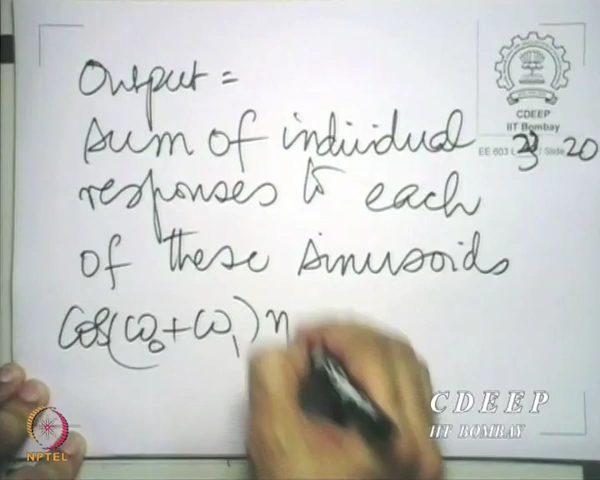 Output =
Sum of individual
responses to each
of these sinusoids
Cos(ω₀+ω₁)n
CDEEP
IIT Bombay
EE 603 L / Slide 20
CDEEP
IIT BOMBAY
NPTEL